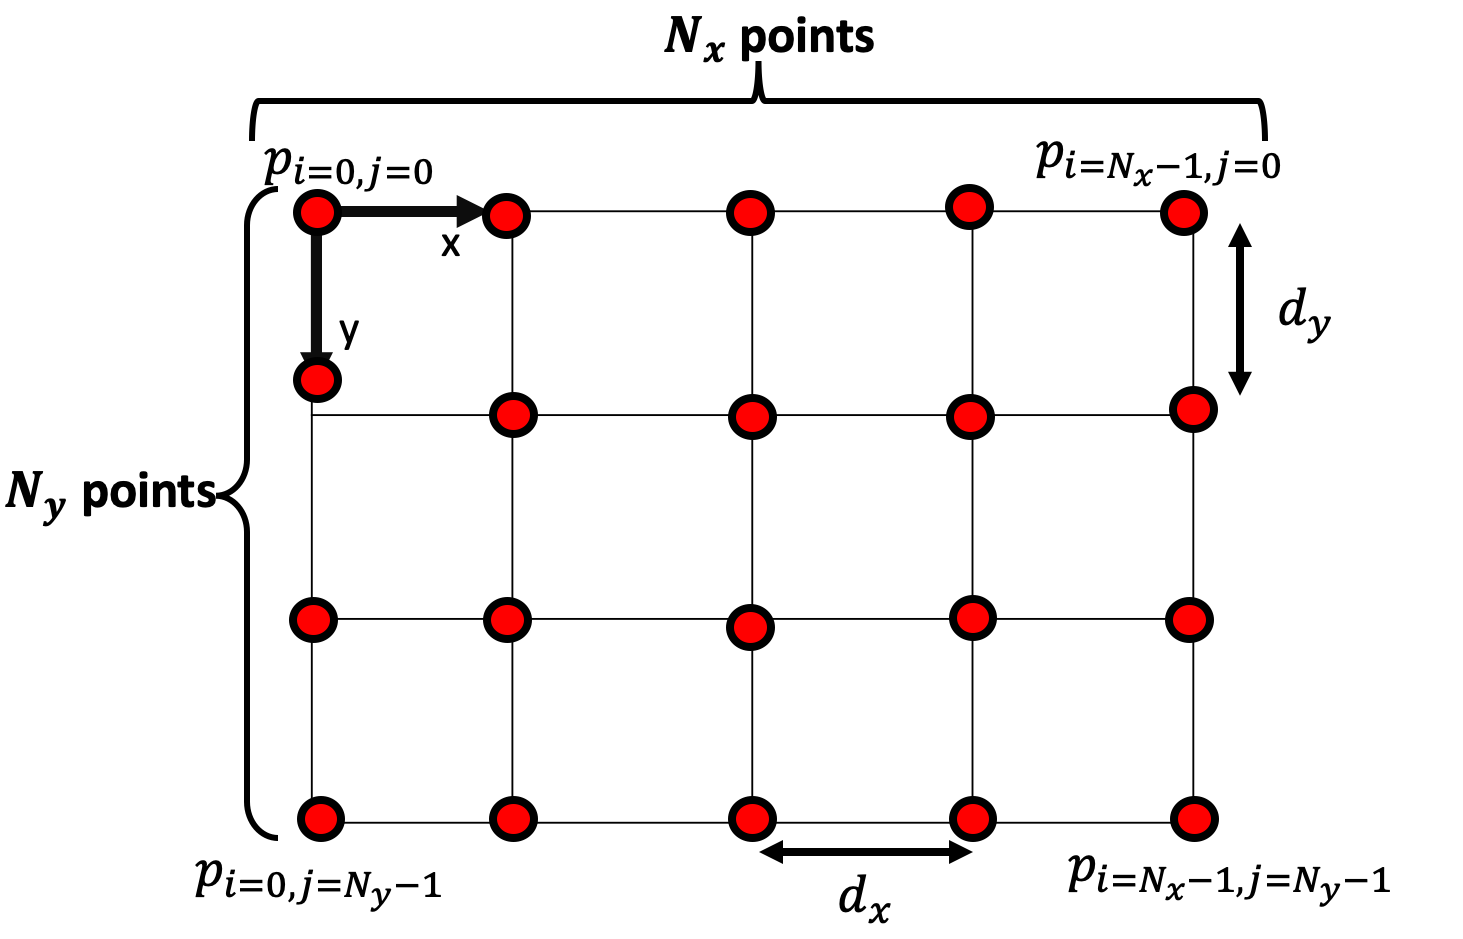 N_x points
p_{i=0,j=0}
p_{i=N_x−1,j=0}
x
y
d_y
N_y points
p_{i=0,j=N_y−1}
d_x
p_{i=N_x−1,j=N_y−1}